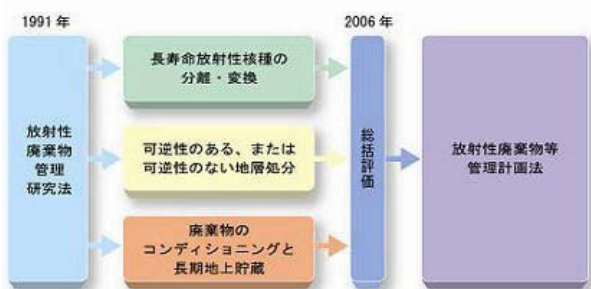 1991 年
2006 年
放射性
廃棄物
管理
研究法
長寿命放射性核種の
分離・変換
可逆性のある、または
可逆性のない地層処分
廃棄物の
コンディショニングと
長期地上貯蔵
総括評価
放射性廃棄物等
管理計画法